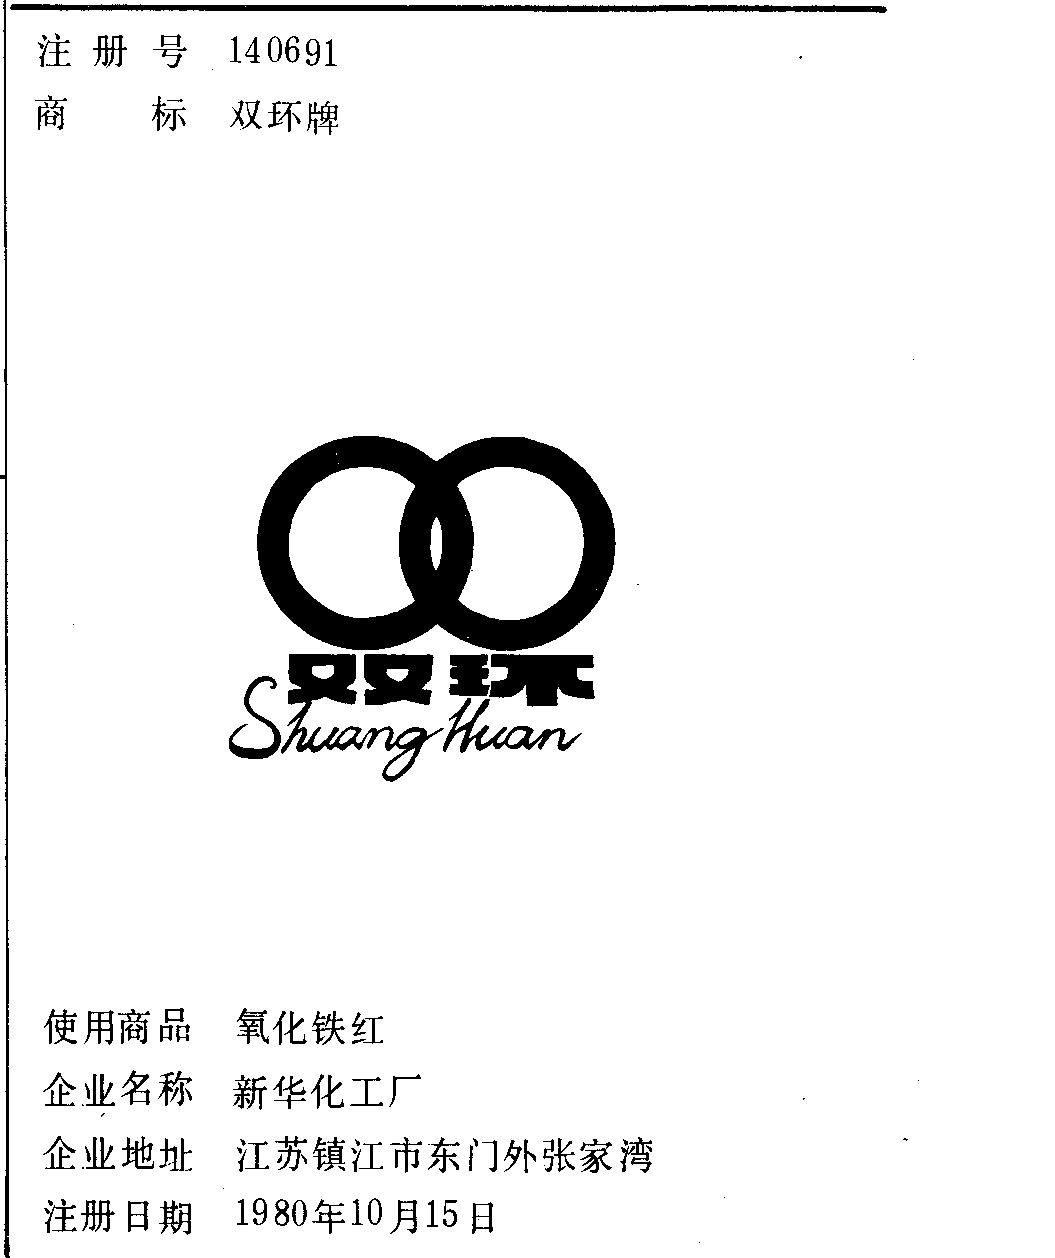 注册号 140691
商标 双环牌
双环
Shuang Huan
使用商品 氧化铁红
企业名称 新华化工厂
企业地址 江苏镇江市东门外张家湾
注册日期 1980年10月15日